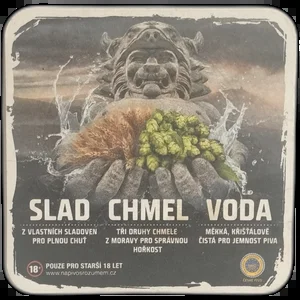 SLAD CHMEL VODA
Z VLASTNÍCH SLADOVEN TŘI DRUHY CHMELE MĚKKÁ, KŘIŠŤÁLOVĚ
PRO PLNOU CHUŤ Z MORAVY PRO SPRÁVNOU ČISTÁ PRO JEMNOST PIVA
HOŘKOST
18+ POUZE PRO STARŠÍ 18 LET
www.napivosrozumem.cz